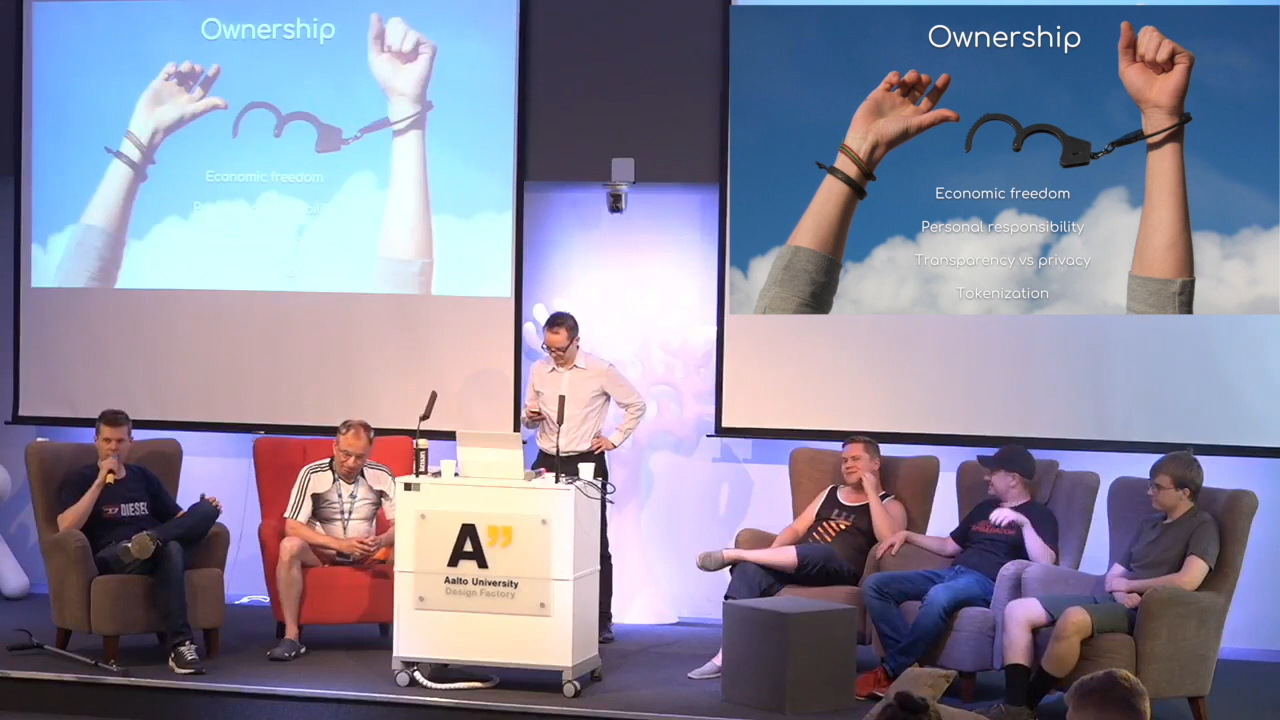 Ownership
Economic freedom
Ownership
Economic freedom
Personal responsibility
Transparency vs privacy
Tokenization
DIESEL
A"
Aalto University
Design Factory